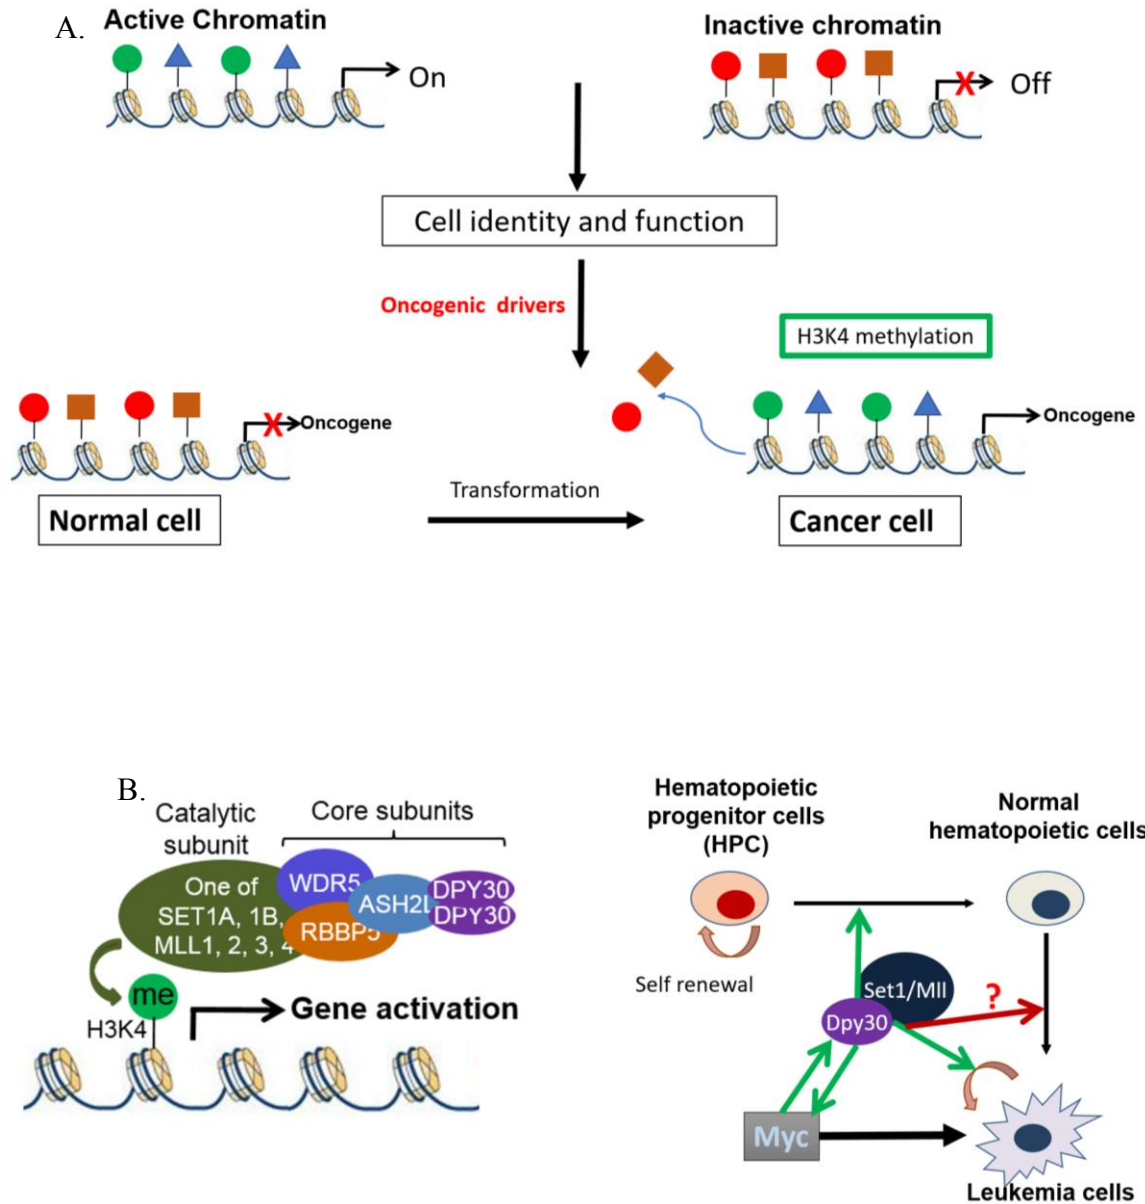 A.
Active Chromatin
On
Inactive chromatin
X
Off
Cell identity and function
Oncogenic drivers
H3K4 methylation
X
Oncogene
Oncogene
Transformation
Normal cell
Cancer cell
B.
Catalytic
subunit
Core subunits
One of
SET1A, 1B,
MLL1, 2, 3, 4
WDR5
RBBP5
ASH2L
DPY30
DPY30
me
H3K4
Gene activation
Hematopoietic
progenitor cells
(HPC)
Normal
hematopoietic cells
Self renewal
Set1/Mll
Dpy30
?
Myc
Leukemia cells